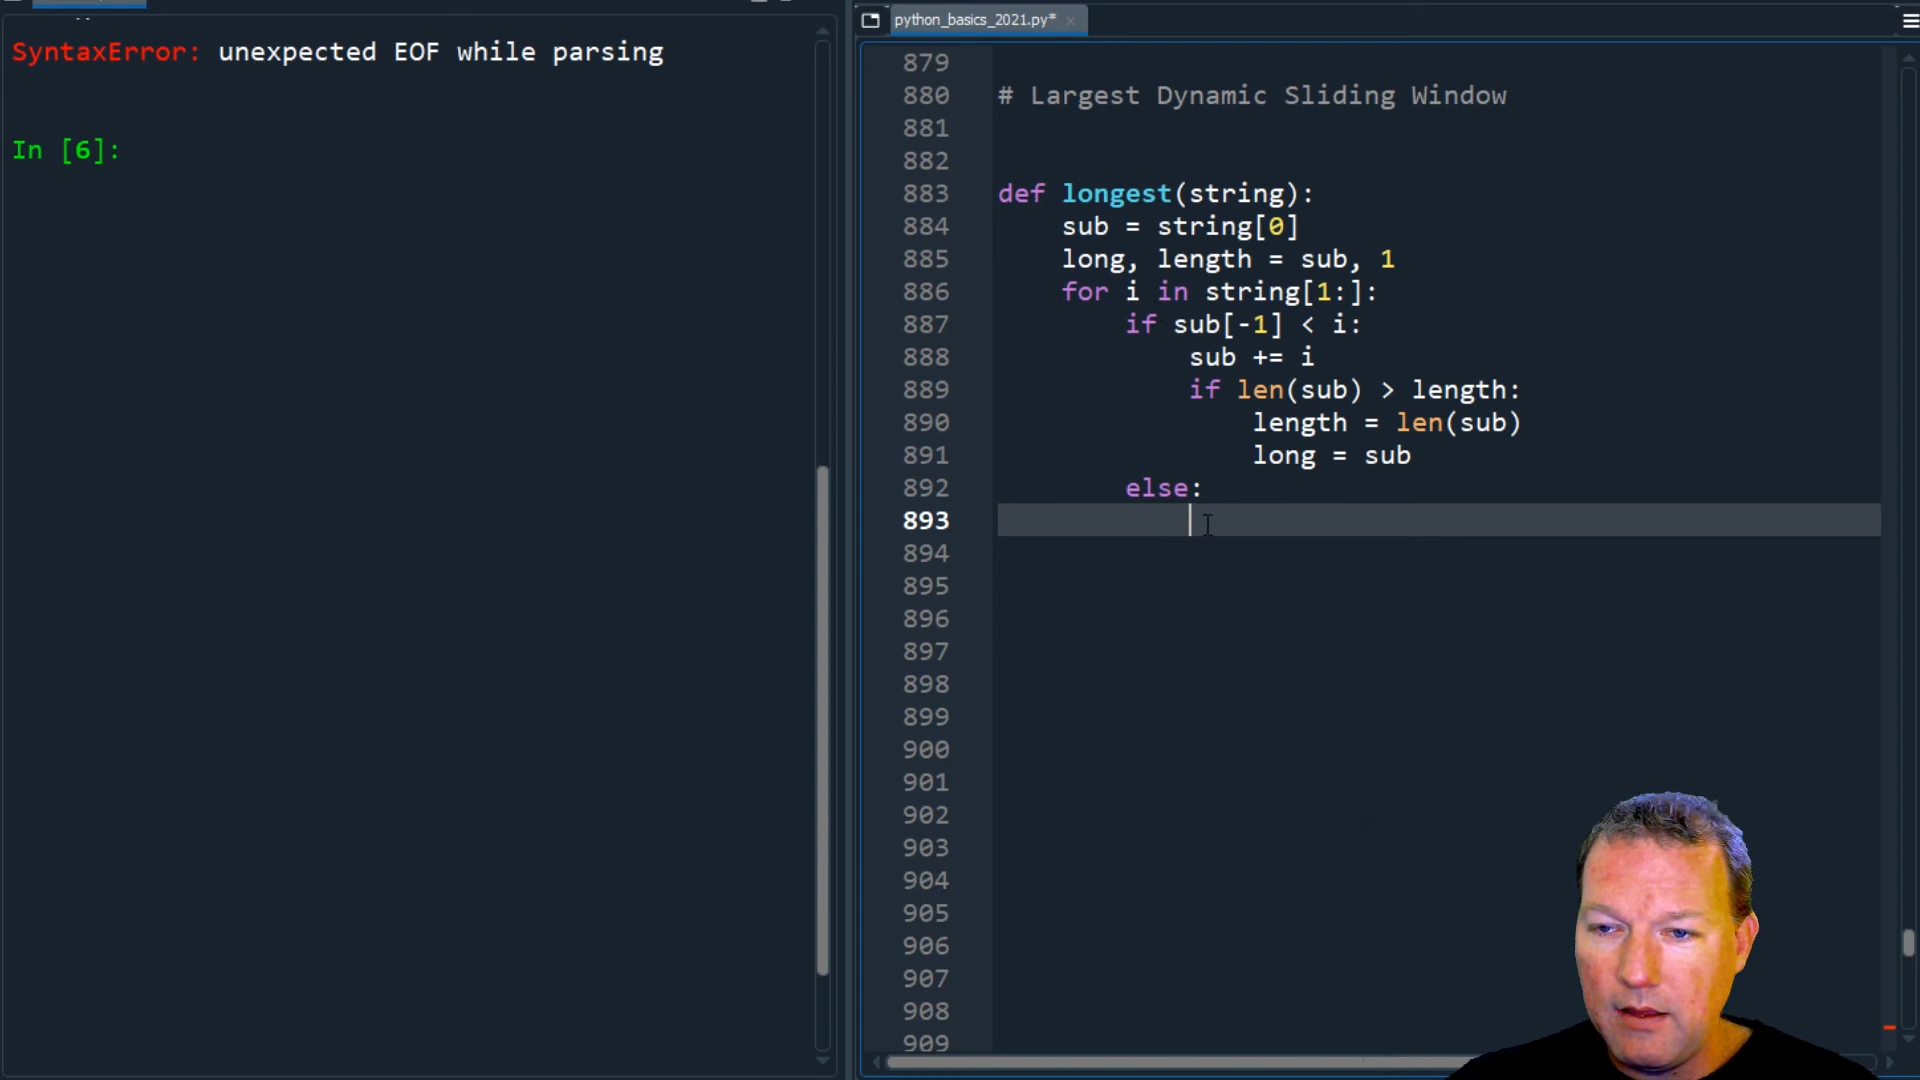 SyntaxError: unexpected EOF while parsing
In [6]:
python_basics_2021.py*
879
880 # Largest Dynamic Sliding Window
881
882
883 def longest(string):
884 sub = string[0]
885 long, length = sub, 1
886 for i in string[1:]:
887 if sub[-1] < i:
888 sub += i
889 if len(sub) > length:
890 length = len(sub)
891 long = sub
892 else:
893
894
895
896
897
898
899
900
901
902
903
904
905
906
907
908
909